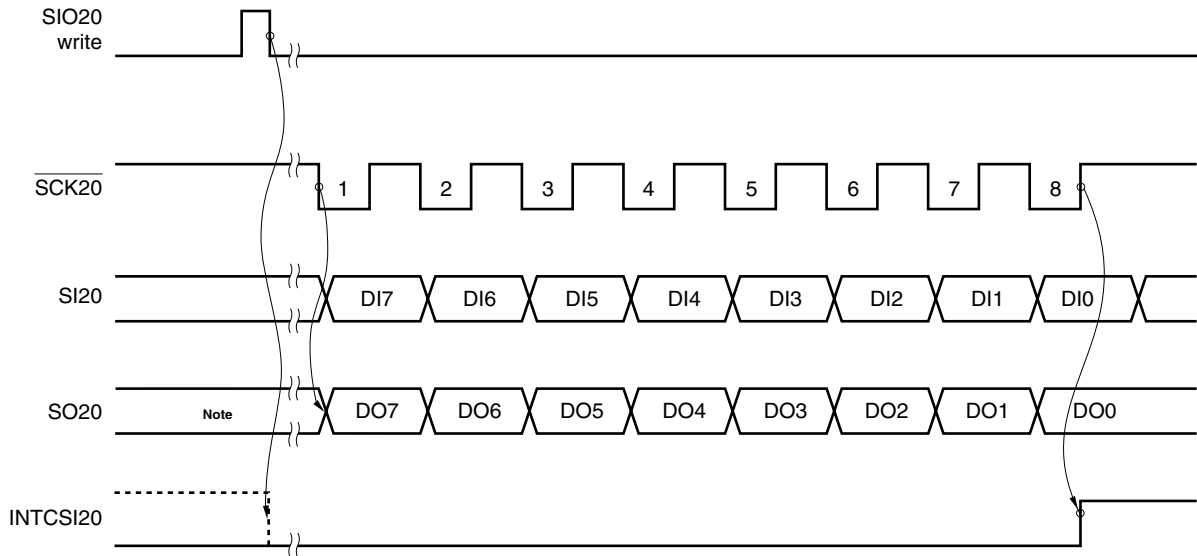 SIO20
write
SCK20
1 2 3 4 5 6 7 8
SI20
DI7 DI6 DI5 DI4 DI3 DI2 DI1 DI0
SO20
Note
DO7 DO6 DO5 DO4 DO3 DO2 DO1 DO0
INTCSI20